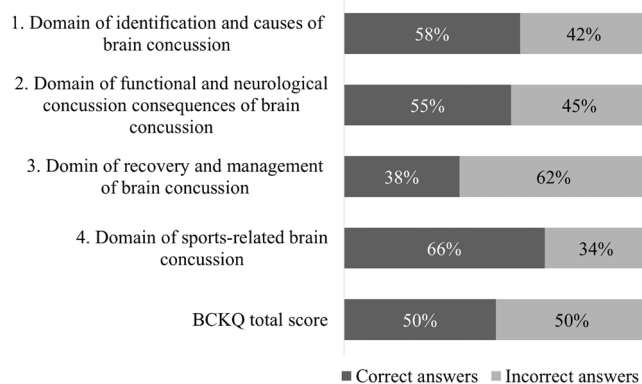 1. Domain of identification and causes of
brain concussion
58%
42%
2. Domain of functional and neurological
concussion consequences of brain
concussion
55%
45%
3. Domin of recovery and management
of brain concussion
38%
62%
4. Domain of sports-related brain
concussion
66%
34%
BCKQ total score
50%
50%
Correct answers
Incorrect answers